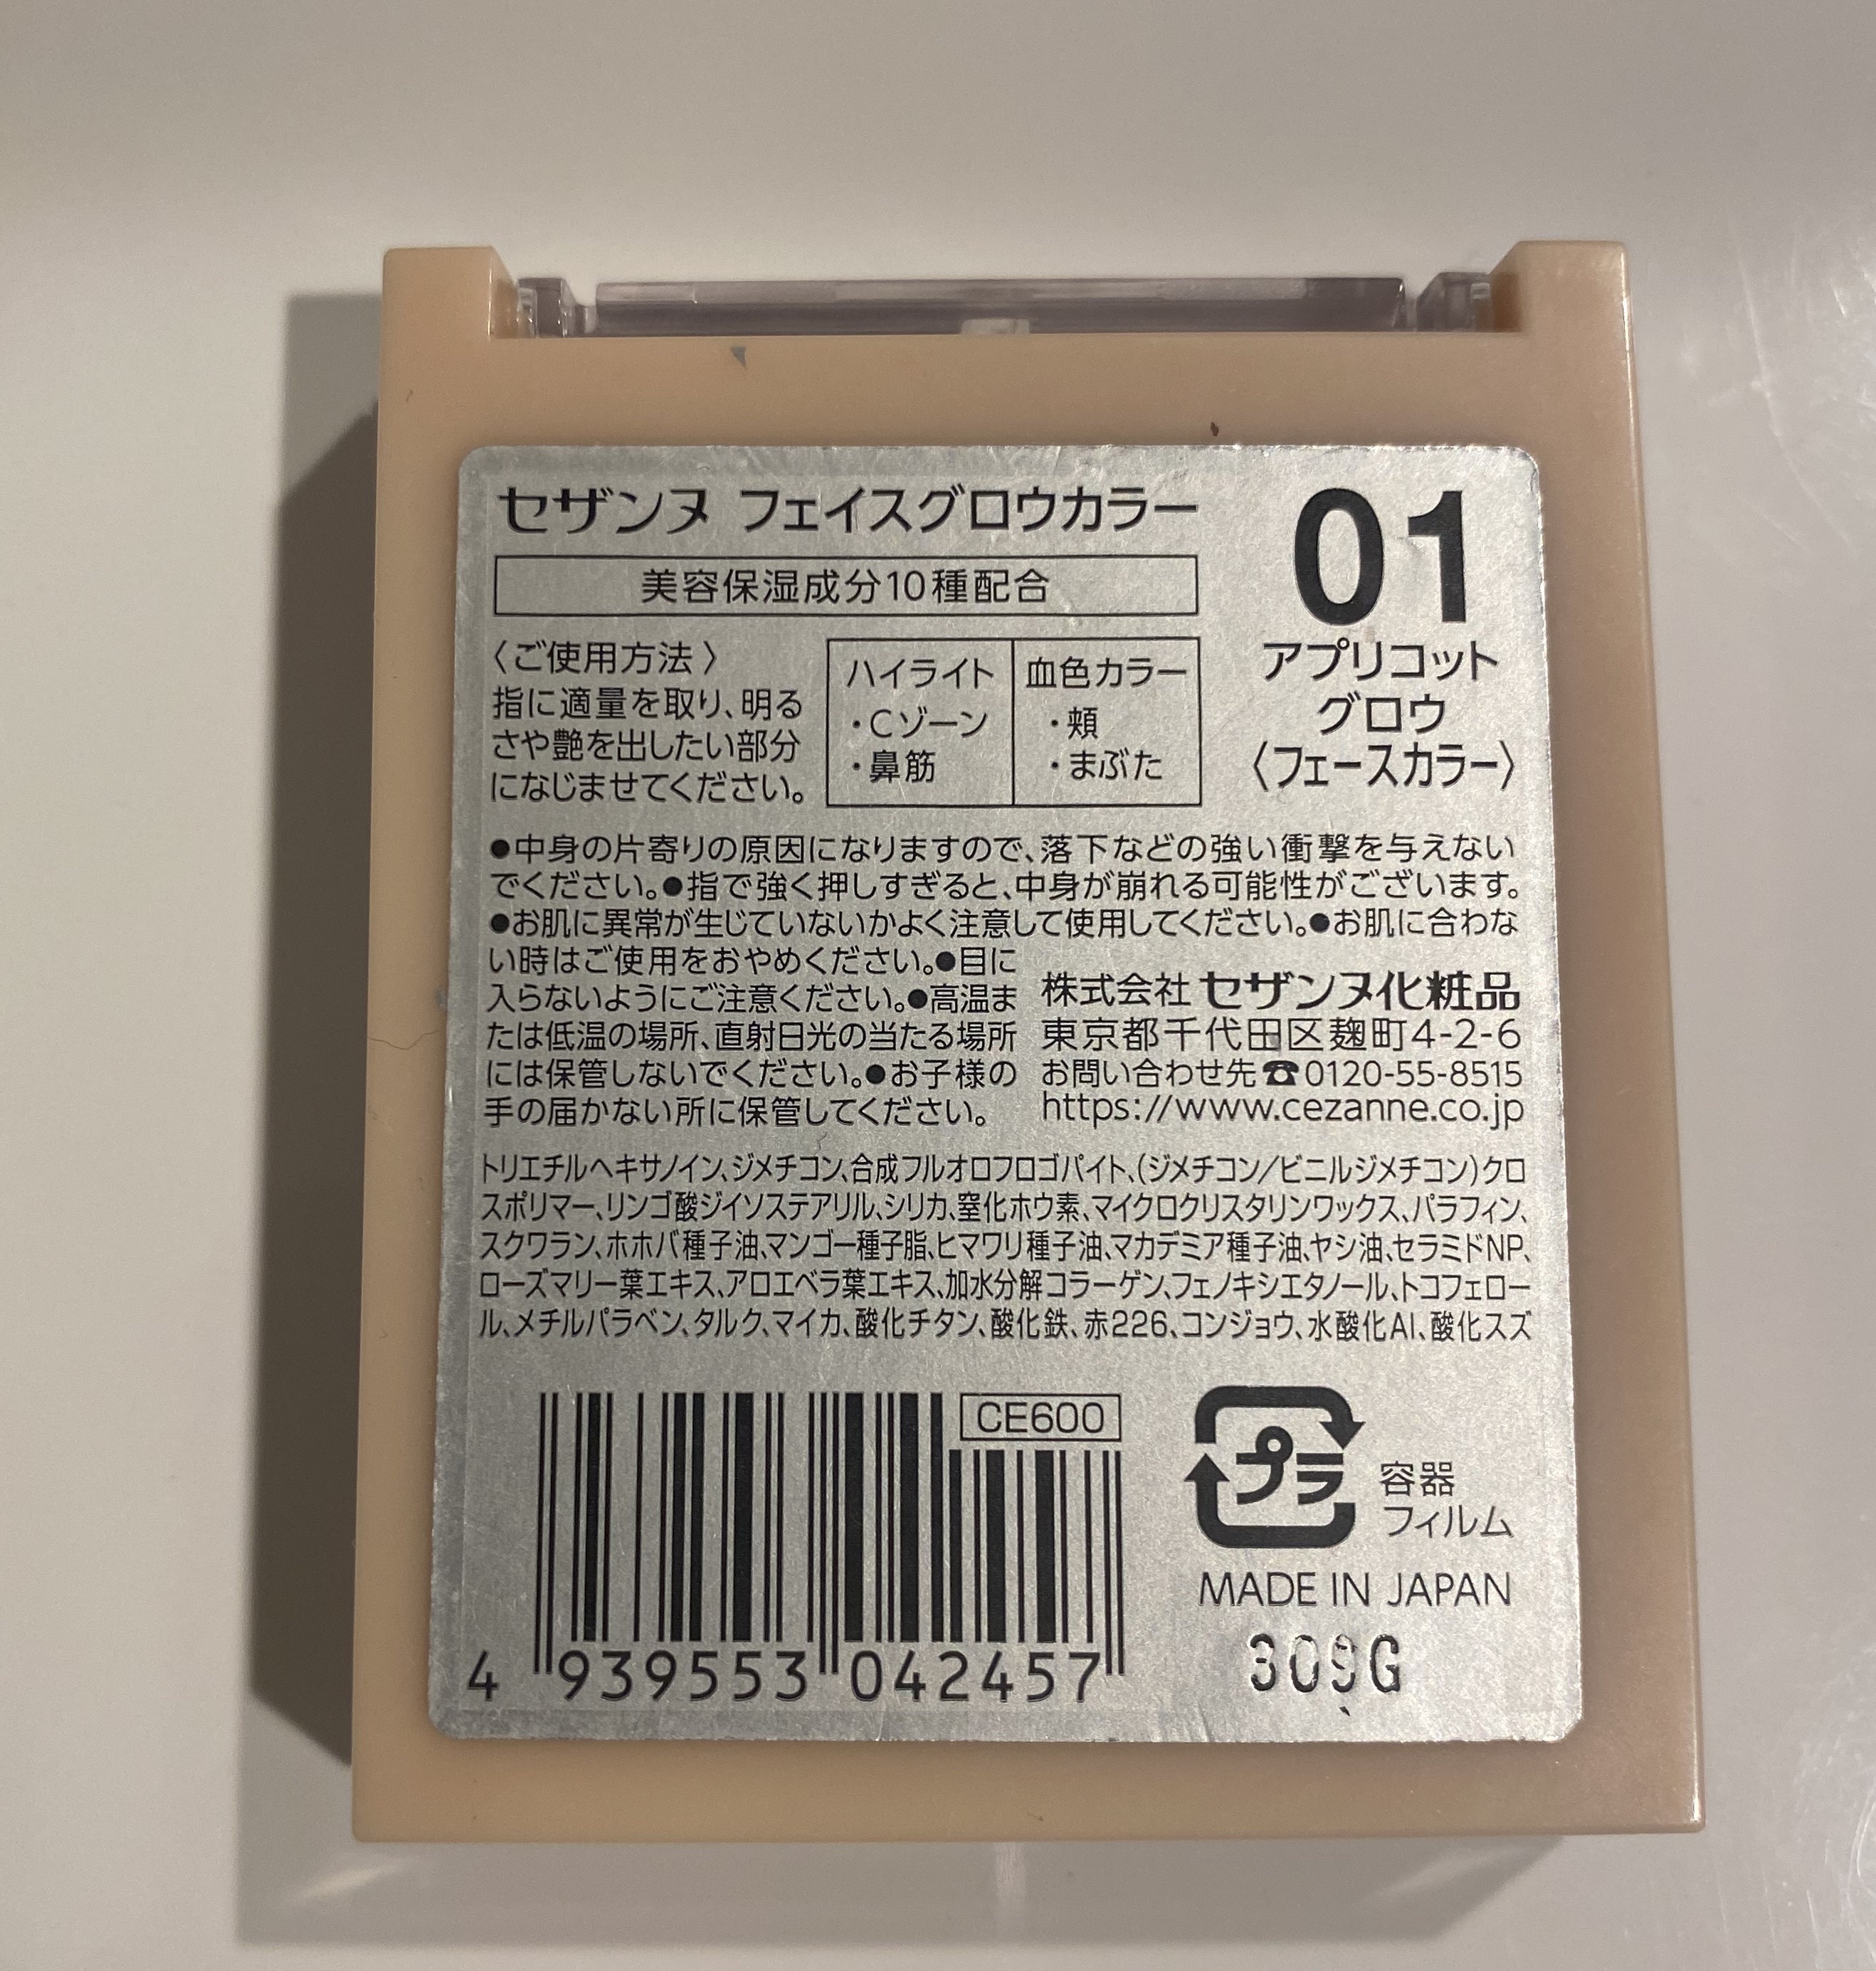 セザンヌ フェイスグロウカラー
01
アプリコット
グロウ
〈フェースカラー〉
美容保湿成分10種配合
〈ご使用方法〉
指に適量を取り、明る
さや艶を出したい部分
になじませてください。
ハイライト
・Cゾーン
・鼻筋
血色カラー
・頬
・まぶた
●中身の片寄りの原因になりますので、落下などの強い衝撃を与えない
でください。●指で強く押しすぎると、中身が崩れる可能性がございます。
●お肌に異常が生じていないかよく注意して使用してください。●お肌に合わな
い時はご使用をおやめください。●目に
入らないようにご注意ください。●高温ま
たは低温の場所、直射日光の当たる場所
には保管しないでください。●お子様の
手の届かない所に保管してください。
株式会社 セザンヌ化粧品
東京都千代田区麹町4-2-6
お問い合わせ先☎0120-55-8515
https://www.cezanne.co.jp
トリエチルヘキサノイン、ジメチコン、合成フルオロフロゴパイト、(ジメチコン/ビニルジメチコン)クロ
スポリマー、リンゴ酸ジイソステアリル、シリカ、窒化ホウ素、マイクロクリスタリンワックス、パラフィン、
スクワラン、ホホバ種子油、マンゴー種子脂、ヒマワリ種子油、マカデミア種子油、ヤシ油、セラミドNP、
ローズマリー葉エキス、アロエベラ葉エキス、加水分解コラーゲン、フェノキシエタノール、トコフェロー
ル、メチルパラベン、タルク、マイカ、酸化チタン、酸化鉄、赤226、コンジョウ、水酸化Al、酸化スズ
CE600
4 939553 042457
プラ
容器
フィルム
MADE IN JAPAN
309G